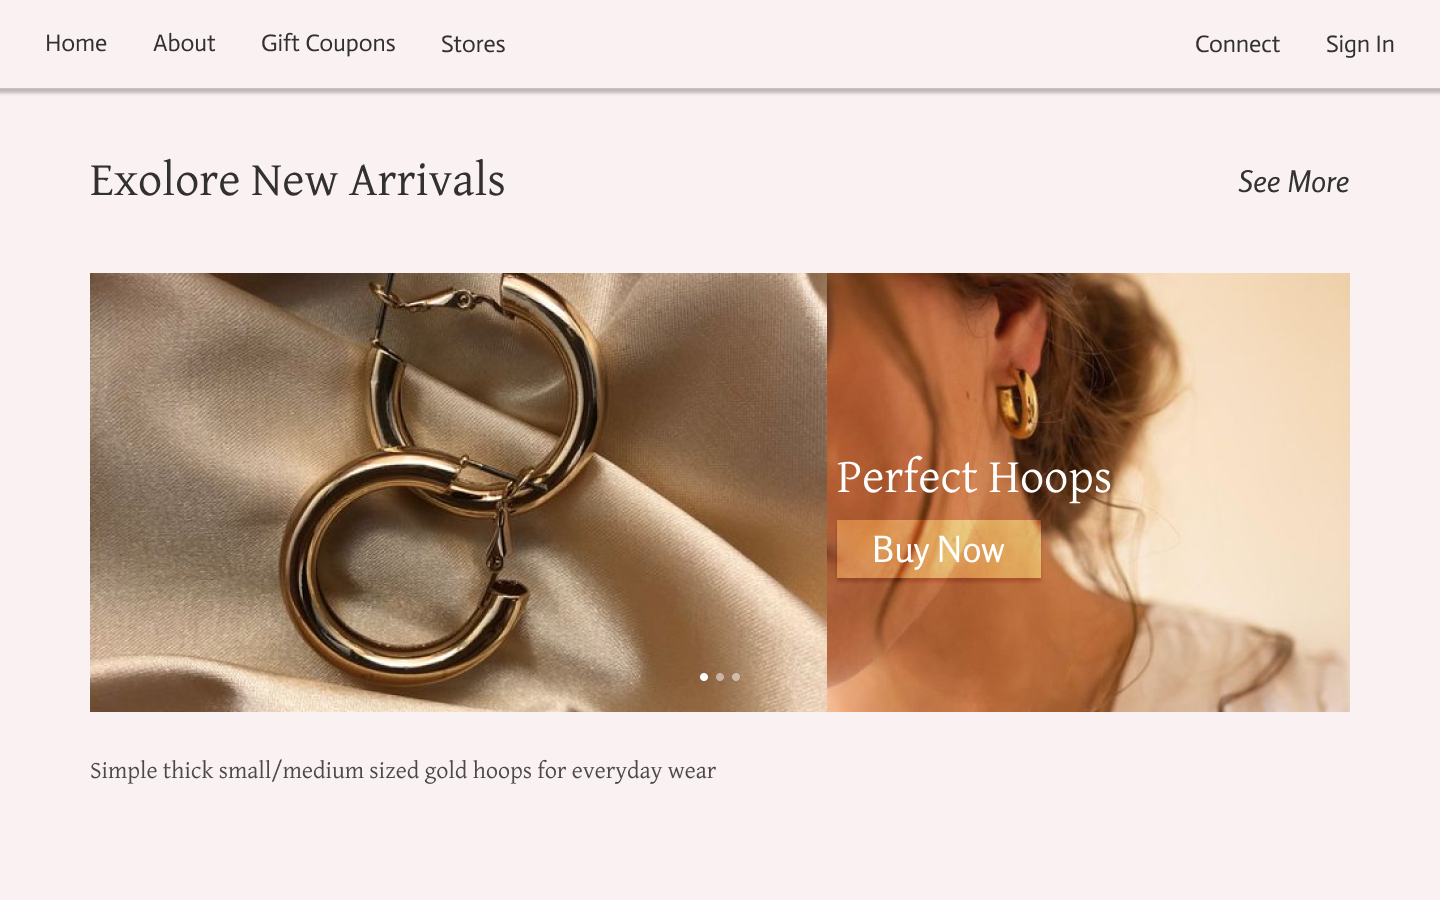 Home About Gift Coupons Stores Connect Sign In
Exolore New Arrivals See More
Perfect Hoops
Buy Now
Simple thick small/medium sized gold hoops for everyday wear